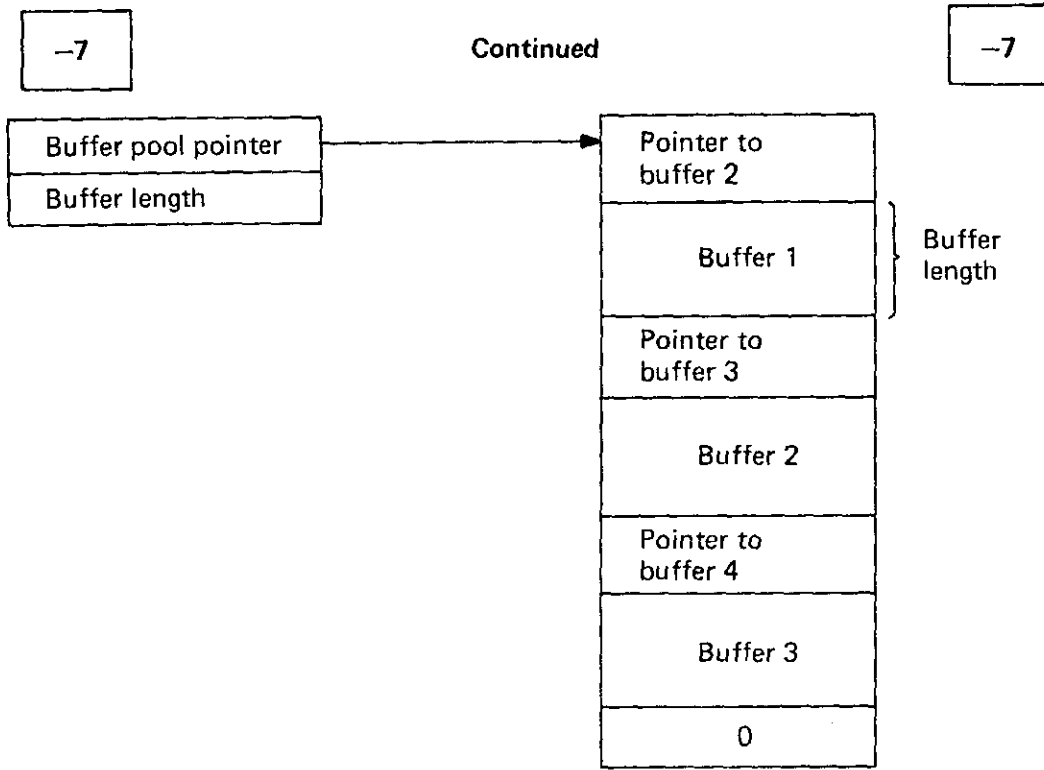 –7
Continued
–7
Buffer pool pointer
Buffer length
Pointer to
buffer 2
Buffer 1
Buffer
length
Pointer to
buffer 3
Buffer 2
Pointer to
buffer 4
Buffer 3
0